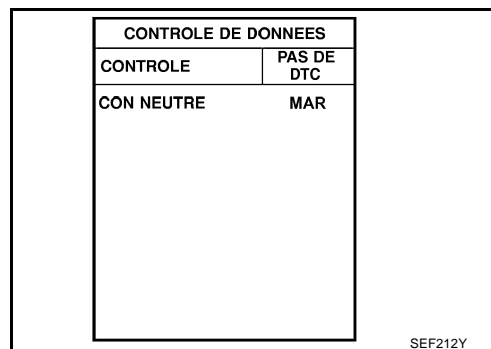 CONTROLE DE DONNEES
CONTROLE PAS DE DTC
CON NEUTRE MAR
SEF212Y